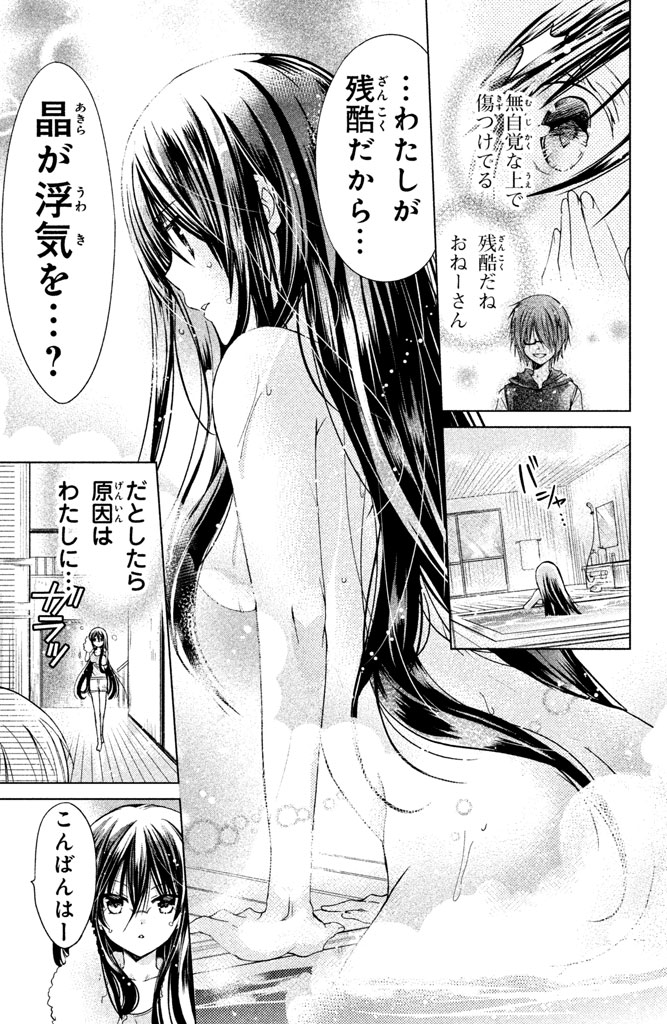 無自覚な上で
傷つけてる
残酷だね
おねーさん
バシャ…
…わたしが
残酷だから…
晶が浮気を…?
だとしたら
原因は
わたしに…
ガラッ
こんばんはー